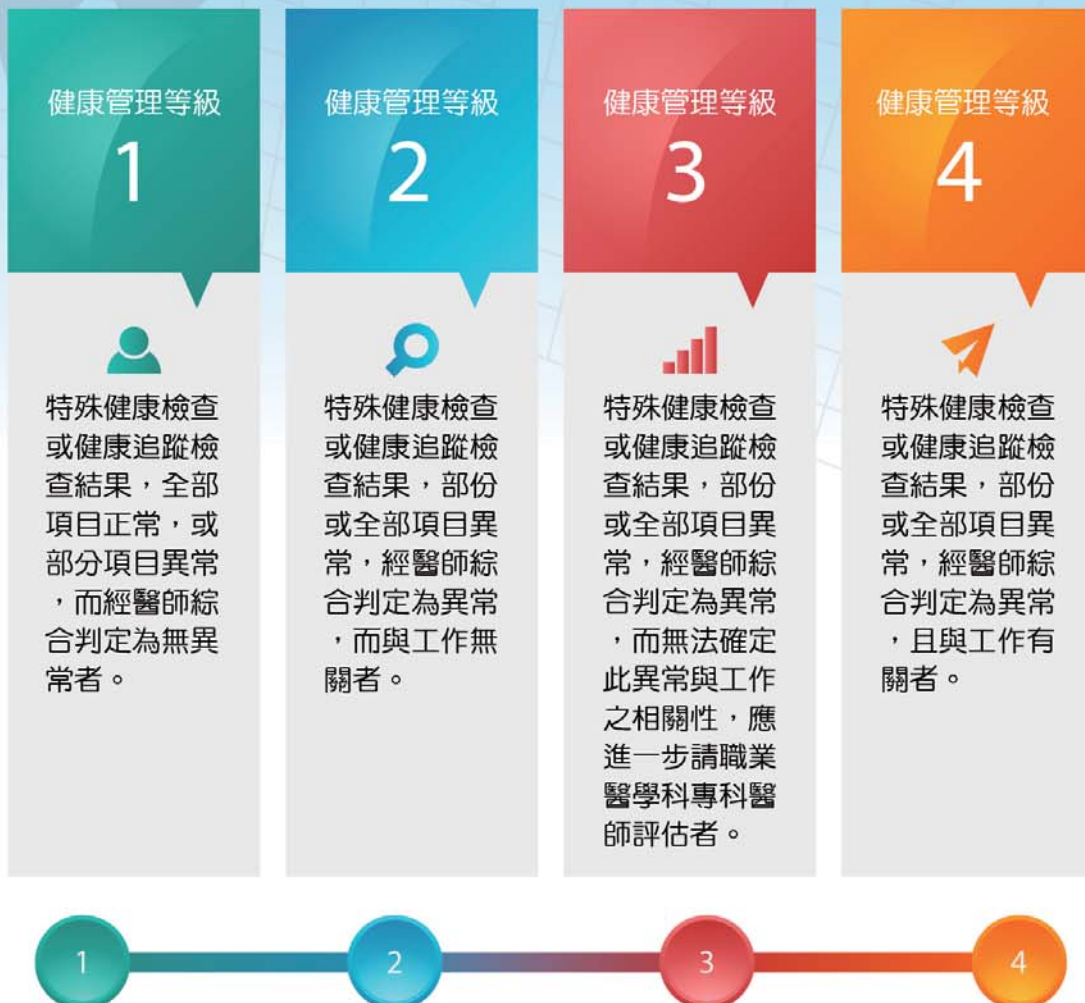 健康管理等級
1
特殊健康檢查
或健康追蹤檢
查結果，全部
項目正常，或
部分項目異常
，而經醫師綜
合判定為無異
常者。
健康管理等級
2
特殊健康檢查
或健康追蹤檢
查結果，部份
或全部項目異
常，經醫師綜
合判定為異常
，而與工作無
關者。
健康管理等級
3
特殊健康檢查
或健康追蹤檢
查結果，部份
或全部項目異
常，經醫師綜
合判定為異常
，而無法確定
此異常與工作
之相關性，應
進一步請職業
醫學科專科醫
師評估者。
健康管理等級
4
特殊健康檢查
或健康追蹤檢
查結果，部份
或全部項目異
常，經醫師綜
合判定為異常
，且與工作有
關者。
1
2
3
4